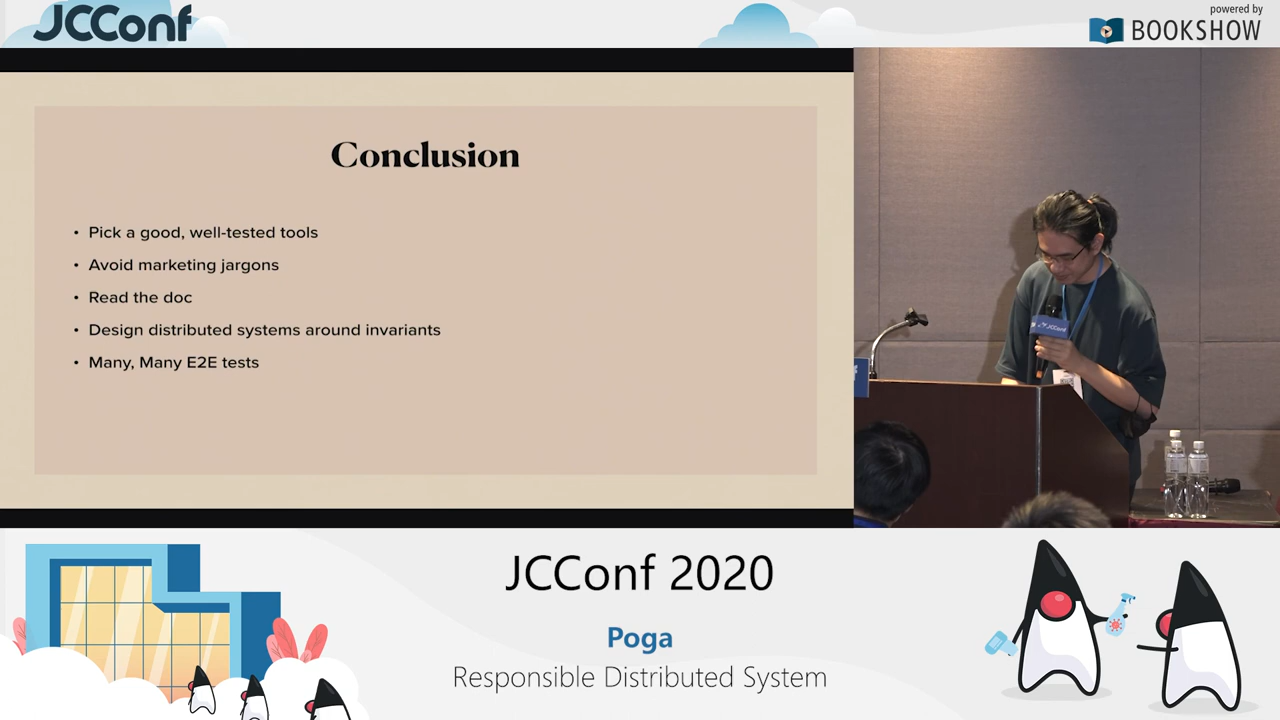 JCConf
powered by
BOOKSHOW
Conclusion
• Pick a good, well-tested tools
• Avoid marketing jargons
• Read the doc
• Design distributed systems around invariants
• Many, Many E2E tests
JCConf
JCConf 2020
Poga
Responsible Distributed System